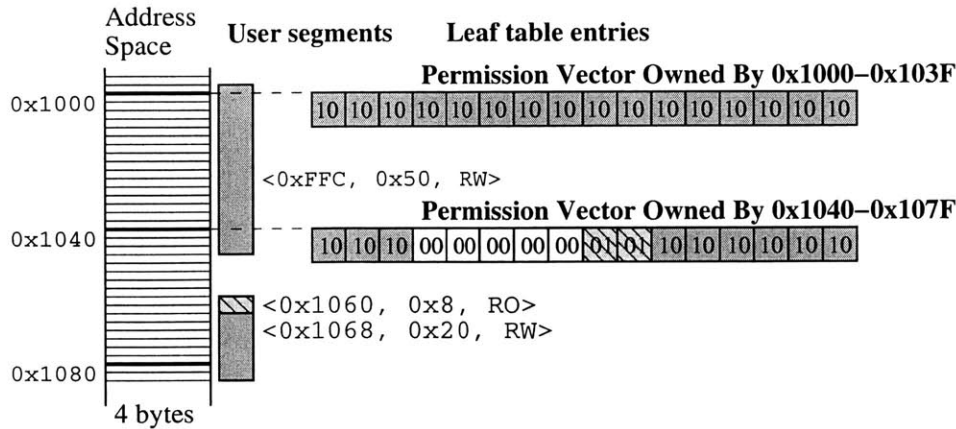 Address
Space
User segments
Leaf table entries
Permission Vector Owned By 0x1000–0x103F
0x1000
10 10 10 10 10 10 10 10 10 10 10 10 10 10 10 10
<0xFFC, 0x50, RW>
Permission Vector Owned By 0x1040–0x107F
0x1040
10 10 10 00 00 00 00 00 01 01 10 10 10 10 10 10
<0x1060, 0x8, RO>
<0x1068, 0x20, RW>
0x1080
4 bytes